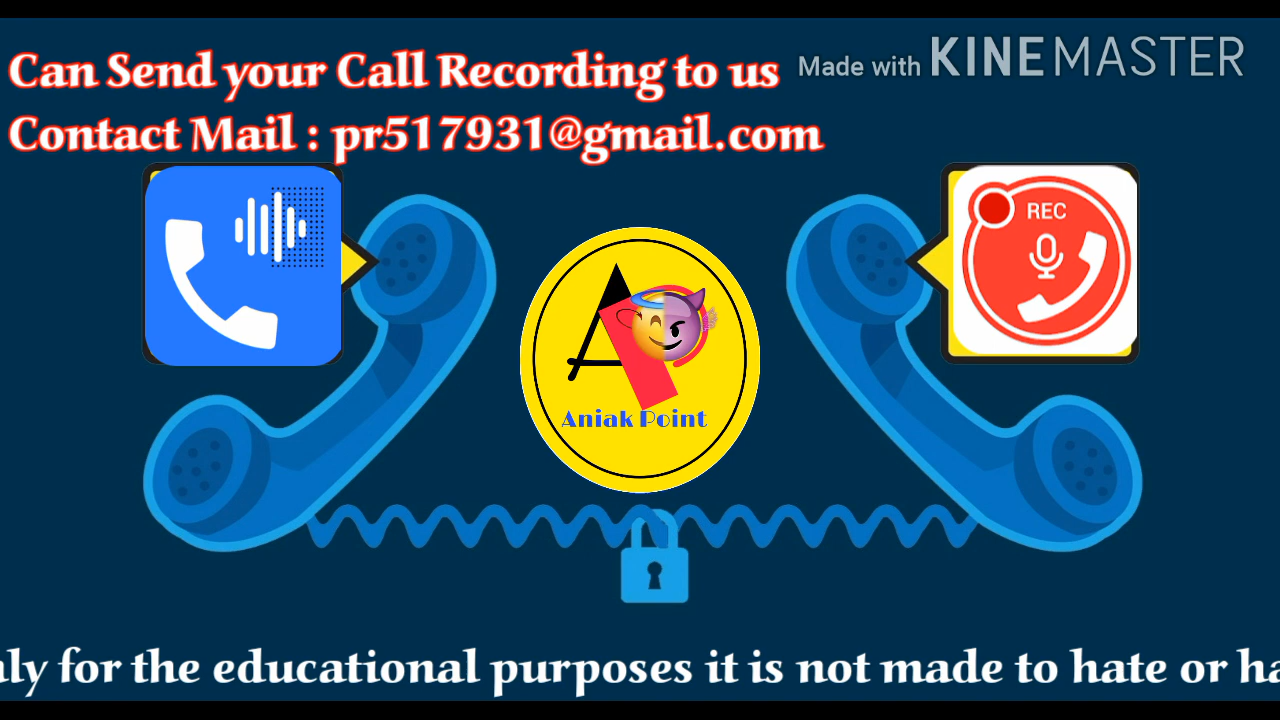 Can Send your Call Recording to us
Made with KINEMASTER
Contact Mail : pr517931@gmail.com
REC
Aniak Point
for the educational purposes it is not made to hate or